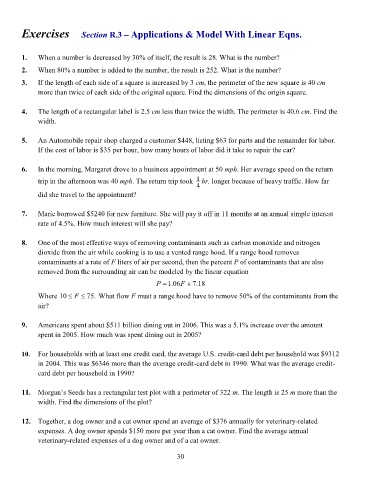 Exercises Section R.3 – Applications & Model With Linear Eqns.
1. When a number is decreased by 30% of itself, the result is 28. What is the number?
2. When 80% a number is added to the number, the result is 252. What is the number?
3. If the length of each side of a square is increased by 3 cm, the perimeter of the new square is 40 cm
more than twice of each side of the original square. Find the dimensions of the origin square.
4. The length of a rectangular label is 2.5 cm less than twice the width. The perimeter is 40.6 cm. Find the
width.
5. An Automobile repair shop charged a customer $448, listing $63 for parts and the remainder for labor.
If the cost of labor is $35 per hour, how many hours of labor did it take to repair the car?
6. In the morning, Margaret drove to a business appointment at 50 mph. Her average speed on the return
trip in the afternoon was 40 mph. The return trip took 1/4 hr. longer because of heavy traffic. How far
did she travel to the appointment?
7. Marie borrowed $5240 for new furniture. She will pay it off in 11 months at an annual simple interest
rate of 4.5%. How much interest will she pay?
8. One of the most effective ways of removing contaminants such as carbon monoxide and nitrogen
dioxide from the air while cooking is to use a vented range hood. If a range hood removes
contaminants at a rate of F liters of air per second, then the percent P of contaminants that are also
removed from the surrounding air can be modeled by the linear equation
P = 1.06F + 7.18
Where 10 ≤ F ≤ 75. What flow F must a range hood have to remove 50% of the contaminants from the
air?
9. Americans spent about $511 billion dining out in 2006. This was a 5.1% increase over the amount
spent in 2005. How much was spent dining out in 2005?
10. For households with at least one credit card, the average U.S. credit-card debt per household was $9312
in 2004. This was $6346 more than the average credit-card debt in 1990. What was the average credit-
card debt per household in 1990?
11. Morgan's Seeds has a rectangular test plot with a perimeter of 322 m. The length is 25 m more than the
width. Find the dimensions of the plot?
12. Together, a dog owner and a cat owner spend an average of $376 annually for veterinary-related
expenses. A dog owner spends $150 more per year than a cat owner. Find the average annual
veterinary-related expenses of a dog owner and of a cat owner.
30